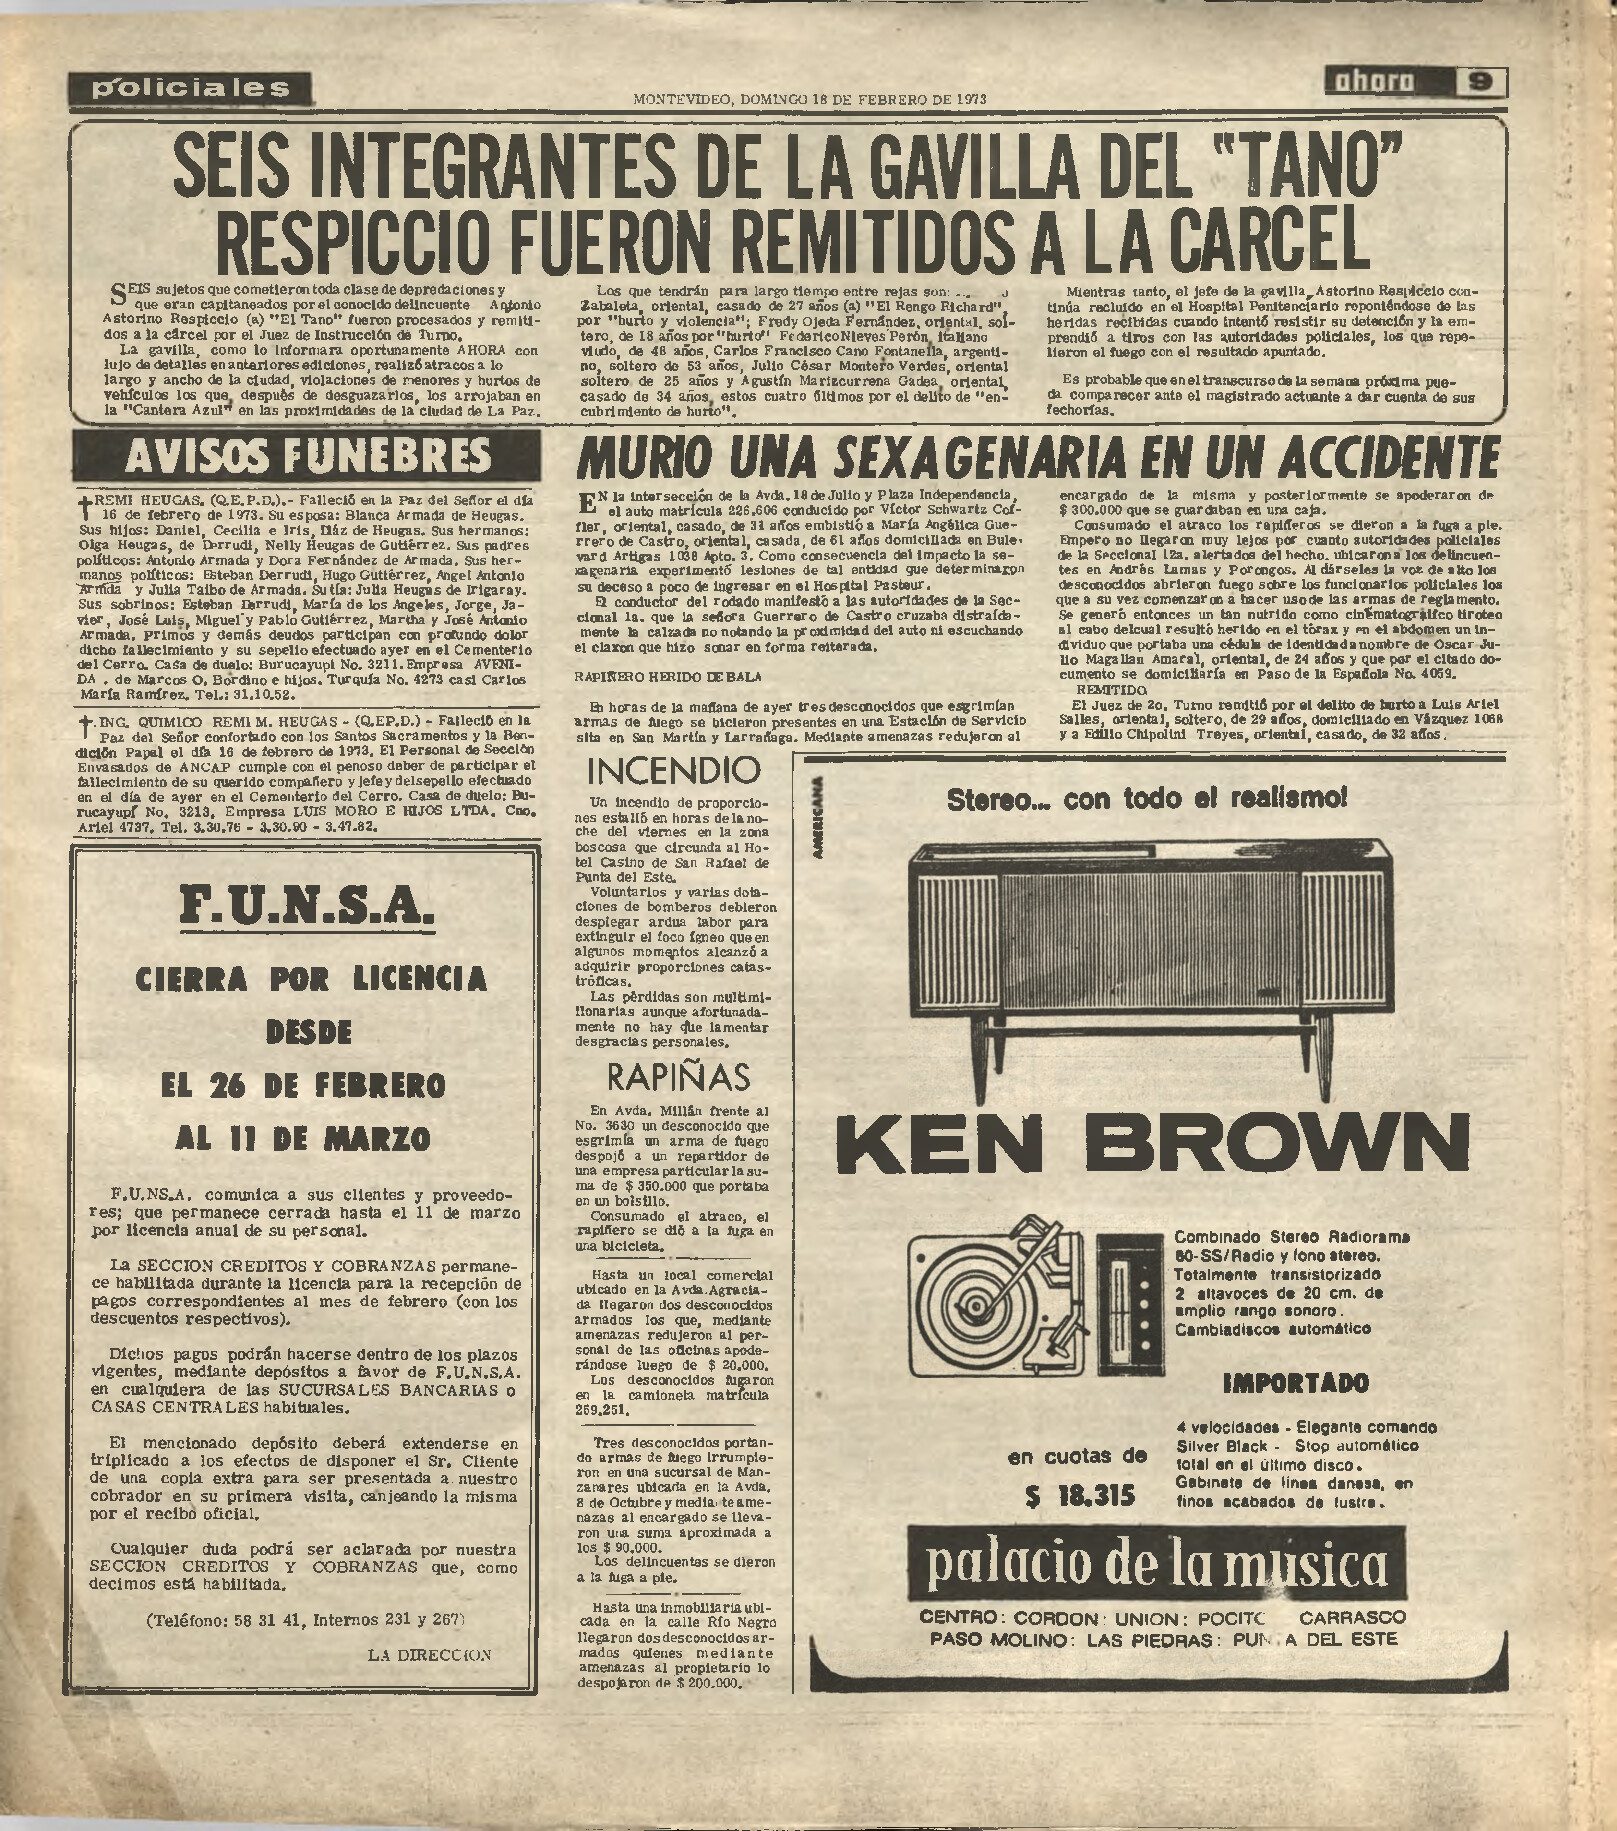 policiales
MONTEVIDEO, DOMINGO 18 DE FEBRERO DE 1973
ahora 9
SEIS INTEGRANTES DE LA GAVILLA DEL "TANO"
RESPICCIO FUERON REMITIDOS A LA CARCEL
SEIS sujetos que cometieron toda clase de depredaciones y
que eran capitaneados por el conocido delincuente Antonio
Astorino Respiccio (a) "El Tano" fueron procesados y remiti-
dos a la cárcel por el Juez de Instrucción de Turno.
La gavilla, como lo informara oportunamente AHORA con
lujo de detalles en anteriores ediciones, realizó atracos a lo
largo y ancho de la ciudad, violaciones de menores y hurtos de
vehículos los que, después de desguazarlos, los arrojaban en
la "Cantera Azul" en las proximidades de la ciudad de La Paz.
Los que tendrán para largo tiempo entre rejas son:
Zabaleta, oriental, casado de 27 años (a) "El Rengo Richard",
por "hurto y violencia"; Fredy Ojeda Fernández, oriental, sol-
tero, de 18 años por "hurto" Federico Nieves Perón, italiano
viudo, de 48 años, Carlos Francisco Cano Fontanella, argenti-
no, soltero de 53 años, Julio César Montero Verdes, oriental
soltero de 25 años y Agustín Marizcurrena Gadea, oriental,
casado de 34 años, estos cuatro últimos por el delito de "en-
cubrimiento de hurto".
Mientras tanto, el jefe de la gavilla, Astorino Respiccio con-
tinúa recluído en el Hospital Penitenciario reponiéndose de las
heridas recibidas cuando intentó resistir su detención y la em-
prendió a tiros con las autoridades policiales, los que repe-
lieron el fuego con el resultado apuntado.
Es probable que en el transcurso de la semana próxima pue-
da comparecer ante el magistrado actuante a dar cuenta de sus
fechorías.
AVISOS FUNEBRES
REMI HEUGAS. (Q.E.P.D.).- Falleció en la Paz del Señor el día
16 de febrero de 1973. Su esposa: Blanca Armada de Heugas.
Sus hijos: Daniel, Cecilia e Iris, Díaz de Heugas. Sus hermanos:
Olga Heugas, de Derrudi, Nelly Heugas de Gutiérrez. Sus padres
políticos: Antonio Armada y Dora Fernández de Armada. Sus her-
manos políticos: Esteban Derrudi, Hugo Gutiérrez, Angel Antonio
Armda y Julia Taibo de Armada. Su tía: Julia Heugas de Irigaray.
Sus sobrinos: Esteban Derrudi, María de los Angeles, Jorge, Ja-
vier, José Luis, Miguel y Pablo Gutiérrez, Martha y José Antonio
Armada. Primos y demás deudos participan con profundo dolor
dicho fallecimiento y su sepelio efectuado ayer en el Cementerio
del Cerro. Casa de duelo: Burucayupi No. 3211. Empresa AVENI-
DA . de Marcos O. Bordino e hijos. Turquía No. 4273 casi Carlos
María Ramírez. Tel.: 31.10.52.
.ING. QUIMICO REMI M. HEUGAS - (Q.EP.D.) - Falleció en la
Paz del Señor confortado con los Santos Sacramentos y la Ben-
dición Papal el día 16 de febrero de 1973. El Personal de Sección
Envasados de ANCAP cumple con el penoso deber de participar el
fallecimiento de su querido compañero y jefe y del sepelio efectuado
en el día de ayer en el Cementerio del Cerro. Casa de duelo: Bu-
rucayupí No. 3213. Empresa LUIS MORO E HIJOS LTDA. Cno.
Ariel 4737. Tel. 3.30.76 - 3.30.90 - 3.47.82.
F.U.N.S.A.
CIERRA POR LICENCIA
DESDE
EL 26 DE FEBRERO
AL 11 DE MARZO
F.U.NS.A. comunica a sus clientes y proveedo-
res; que permanece cerrada hasta el 11 de marzo
por licencia anual de su personal.
La SECCION CREDITOS Y COBRANZAS permane-
ce habilitada durante la licencia para la recepción de
pagos correspondientes al mes de febrero (con los
descuentos respectivos).
Dichos pagos podrán hacerse dentro de los plazos
vigentes, mediante depósitos a favor de F.U.N.S.A.
en cualquiera de las SUCURSALES BANCARIAS o
CASAS CENTRALES habituales.
El mencionado depósito deberá extenderse en
triplicado a los efectos de disponer el Sr. Cliente
de una copia extra para ser presentada a nuestro
cobrador en su primera visita, canjeando la misma
por el recibo oficial.
Cualquier duda podrá ser aclarada por nuestra
SECCION CREDITOS Y COBRANZAS que, como
decimos está habilitada.
(Teléfono: 58 31 41, Internos 231 y 267)
LA DIRECCION
MURIO UNA SEXAGENARIA EN UN ACCIDENTE
EN la intersección de la Avda. 18 de Julio y Plaza Independencia,
el auto matrícula 226.606 conducido por Víctor Schwartz Cof-
fler, oriental, casado, de 31 años embistió a María Angélica Gue-
rrero de Castro, oriental, casada, de 61 años domiciliada en Bule-
vard Artigas 1038 Apto. 3. Como consecuencia del impacto la se-
xagenaria experimentó lesiones de tal entidad que determinaron
su deceso a poco de ingresar en el Hospital Pasteur.
El conductor del rodado manifestó a las autoridades de la Sec-
cional 1a. que la señora Guerrero de Castro cruzaba distraída-
mente la calzada no notando la proximidad del auto ni escuchando
el claxon que hizo sonar en forma reiterada.
RAPIÑERO HERIDO DE BALA
En horas de la mañana de ayer tres desconocidos que esgrimían
armas de fuego se hicieron presentes en una Estación de Servicio
sita en San Martín y Larrañaga. Mediante amenazas redujeron al
encargado de la misma y posteriormente se apoderaron de
$ 300.000 que se guardaban en una caja.
Consumado el atraco los rapiñeros se dieron a la fuga a pie.
Empero no llegaron muy lejos por cuanto autoridades policiales
de la Seccional 12a. alertados del hecho. ubicaron a los delincuen-
tes en Andrés Lamas y Porongos. Al dárseles la voz de alto los
desconocidos abrieron fuego sobre los funcionarios policiales los
que a su vez comenzaron a hacer uso de las armas de reglamento.
Se generó entonces un tan nutrido como cinematográfico tiroteo
al cabo delcual resultó herido en el tórax y en el abdomen un in-
dividuo que portaba una cédula de identidad a nombre de Oscar Ju-
lio Magallan Amaral, oriental, de 24 años y que por el citado do-
cumento se domiciliaría en Paso de la Española No. 4059.
REMITIDO
El Juez de 2o. Turno remitió por el delito de hurto a Luis Ariel
Salles, oriental, soltero, de 29 años, domiciliado en Vázquez 1068
y a Edilio Chipolini Treyes, oriental, casado, de 32 años.
INCENDIO
Un incendio de proporcio-
nes estalló en horas de la no-
che del viernes en la zona
boscosa que circunda al Ho-
tel Casino de San Rafael de
Punta del Este.
Voluntarios y varias dota-
ciones de bomberos debieron
desplegar ardua labor para
extinguir el foco ígneo que en
algunos momentos alcanzó a
adquirir proporciones catas-
tróficas.
Las pérdidas son multimi-
llonarias aunque afortunada-
mente no hay que lamentar
desgracias personales.
RAPIÑAS
En Avda. Millán frente al
No. 3630 un desconocido que
esgrimía un arma de fuego
despojó a un repartidor de
una empresa particular la su-
ma de $ 350.000 que portaba
en un bolsillo.
Consumado el atraco, el
rapiñero se dió a la fuga en
una bicicleta.
Hasta un local comercial
ubicado en la Avda. Agracia-
da llegaron dos desconocidos
armados los que, mediante
amenazas redujeron al per-
sonal de las oficinas apode-
rándose luego de $ 20.000.
Los desconocidos fugaron
en la camioneta matrícula
269.251.
Tres desconocidos portan-
do armas de fuego irrumpie-
ron en una sucursal de Man-
zanares ubicada en la Avda.
8 de Octubre y mediante ame-
nazas al encargado se lleva-
ron una suma aproximada a
los $ 90.000.
Los delincuentes se dieron
a la fuga a pie.
Hasta una inmobiliaria ubi-
cada en la calle Río Negro
llegaron dos desconocidos ar-
mados quienes mediante
amenazas al propietario lo
despojaron de $ 200.000.
AMERICANA
Stereo... con todo el realismo!
KEN BROWN
Combinado Stereo Radiorama
60-SS/Radio y fono stereo.
Totalmente transistorizado
2 altavoces de 20 cm. de
amplio rango sonoro.
Cambiadiscos automático
IMPORTADO
4 velocidades - Elegante comando
Silver Black - Stop automático
total en el último disco.
Gabinete de línea danesa, en
finos acabados de lustre.
en cuotas de
$ 18.315
palacio de la musica
CENTRO: CORDON: UNION: POCITO CARRASCO
PASO MOLINO: LAS PIEDRAS: PUNTA DEL ESTE